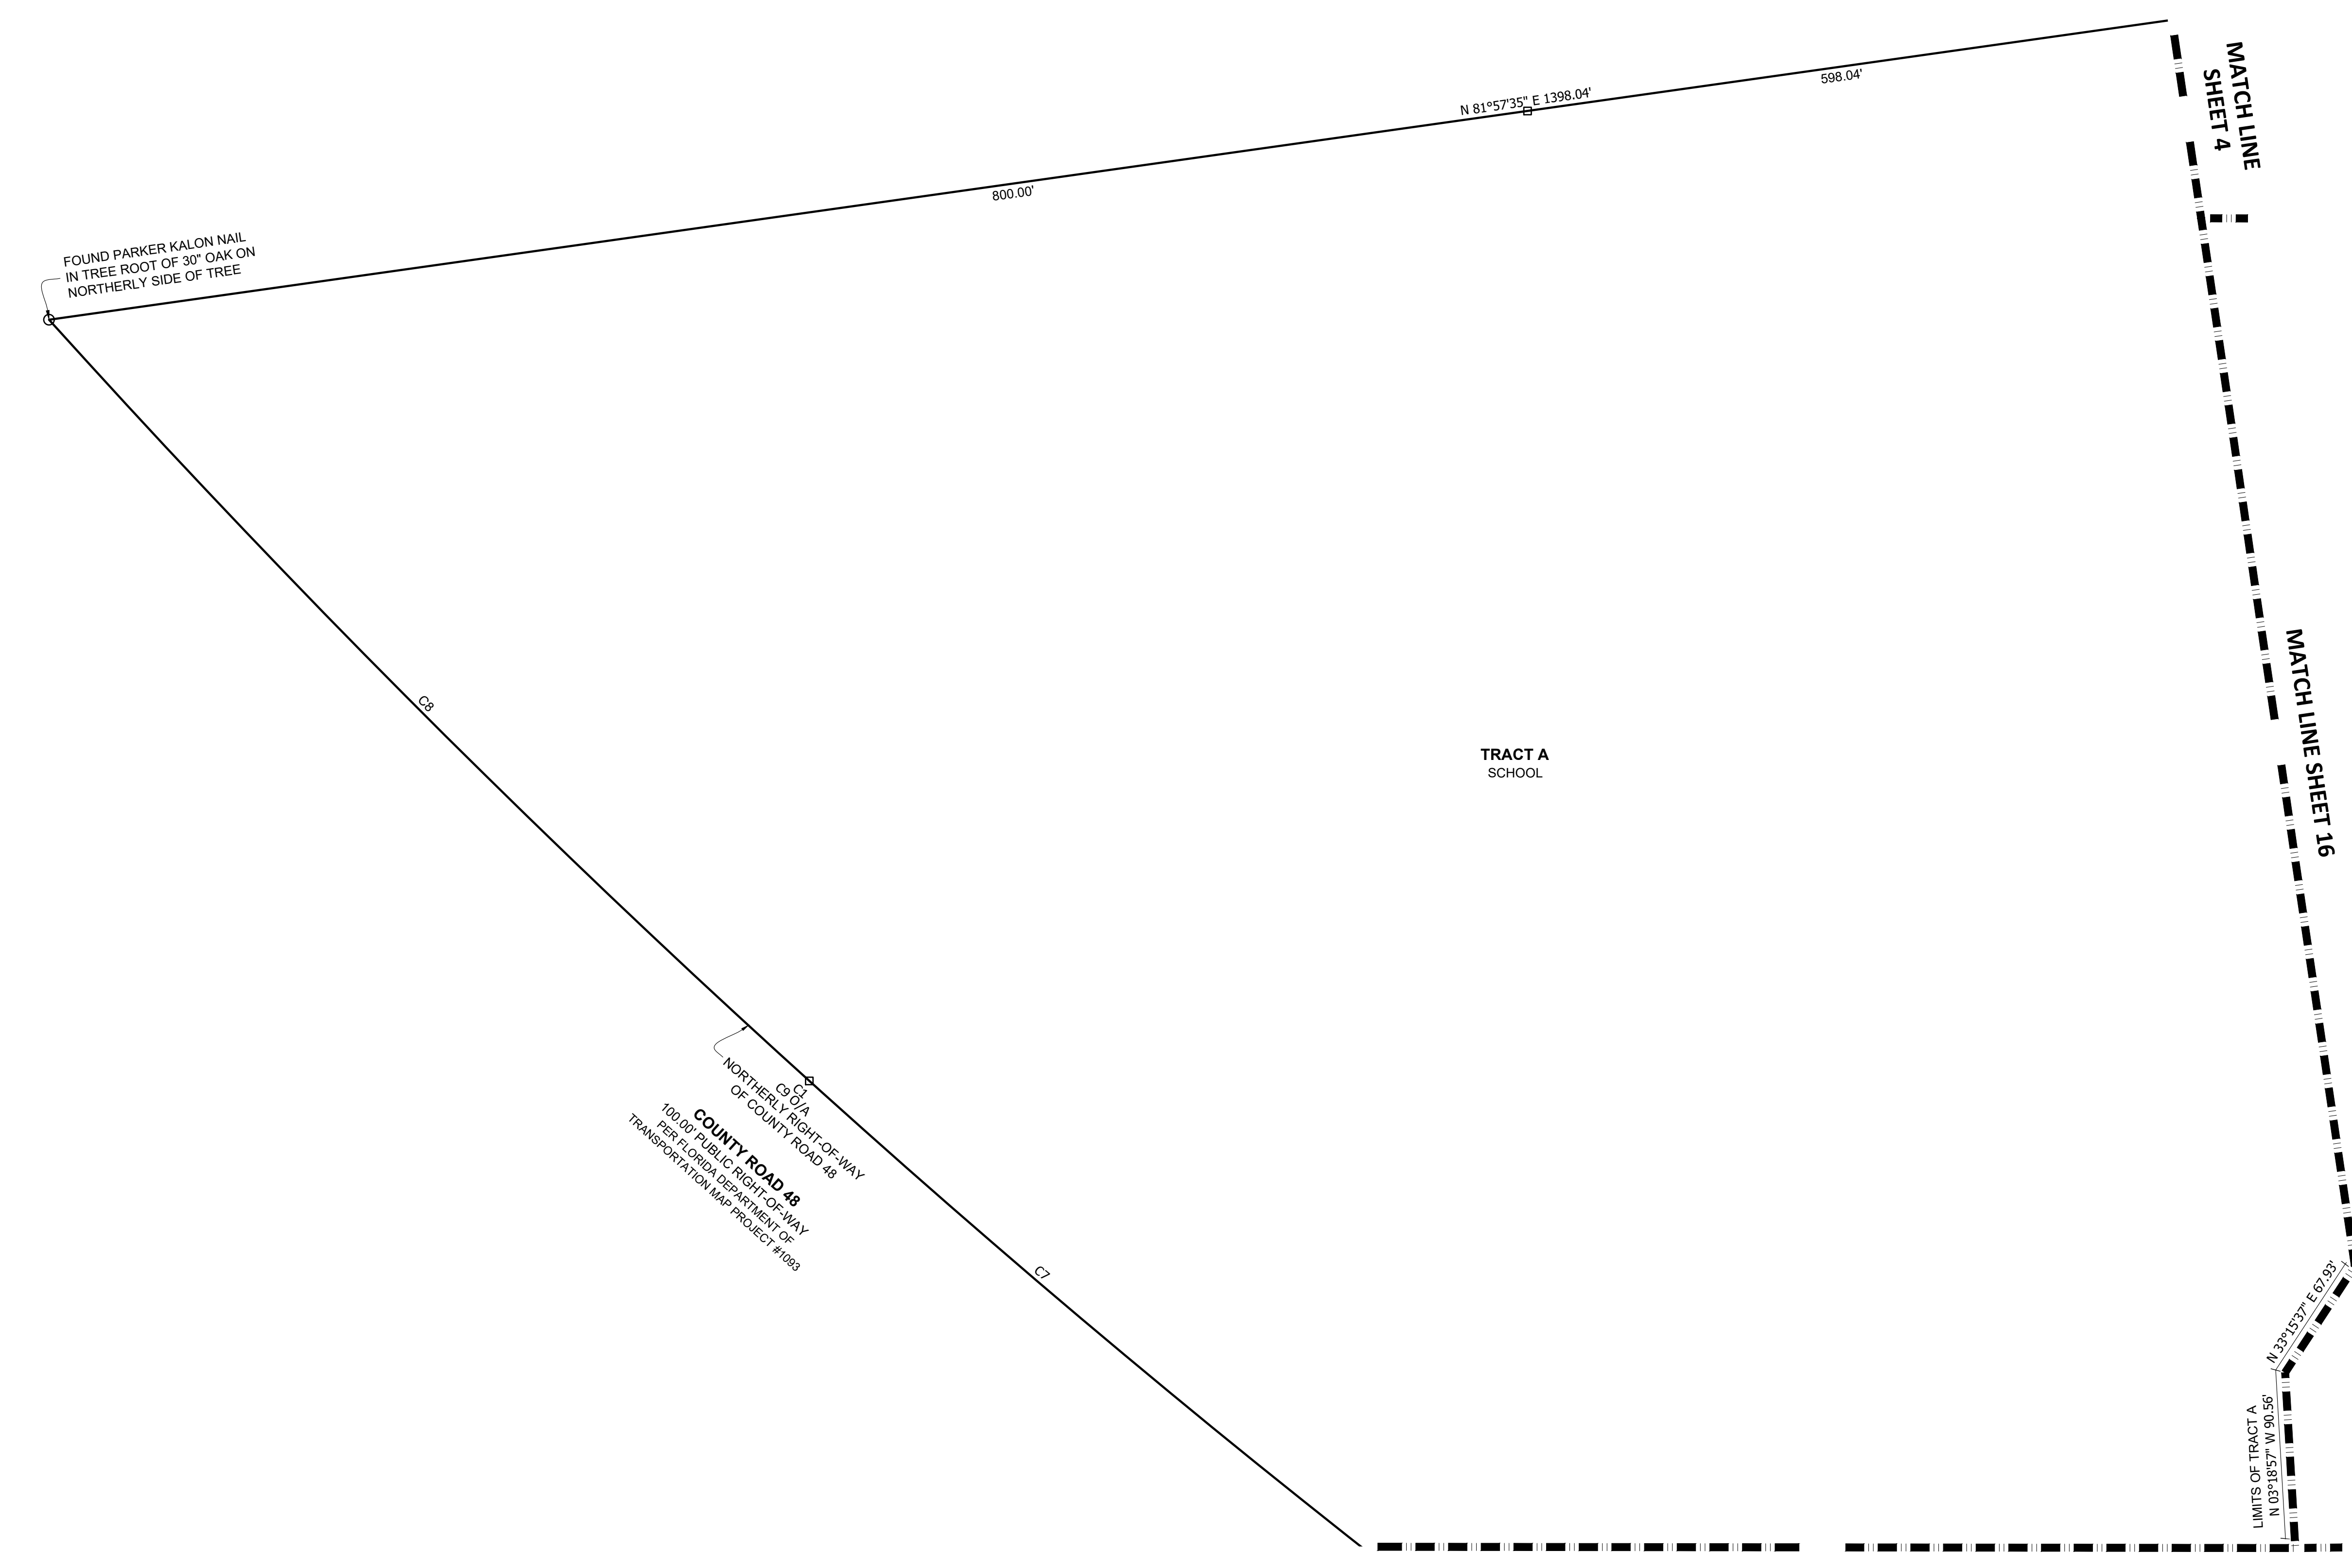 MATCH LINE
SHEET 4
598.04'
N 81°57'35" E 1398.04'
800.00'
FOUND PARKER KALON NAIL
IN TREE ROOT OF 30" OAK ON
NORTHERLY SIDE OF TREE
C8
TRACT A
SCHOOL
MATCH LINE SHEET 16
C1
C9 O/A
NORTHERLY RIGHT-OF-WAY
OF COUNTY ROAD 48
COUNTY ROAD 48
100.00' PUBLIC RIGHT-OF-WAY
PER FLORIDA DEPARTMENT OF
TRANSPORTATION MAP PROJECT #1093
C7
N 33°15'37" E 67.93'
LIMITS OF TRACT A
N 03°18'57" W 90.56'